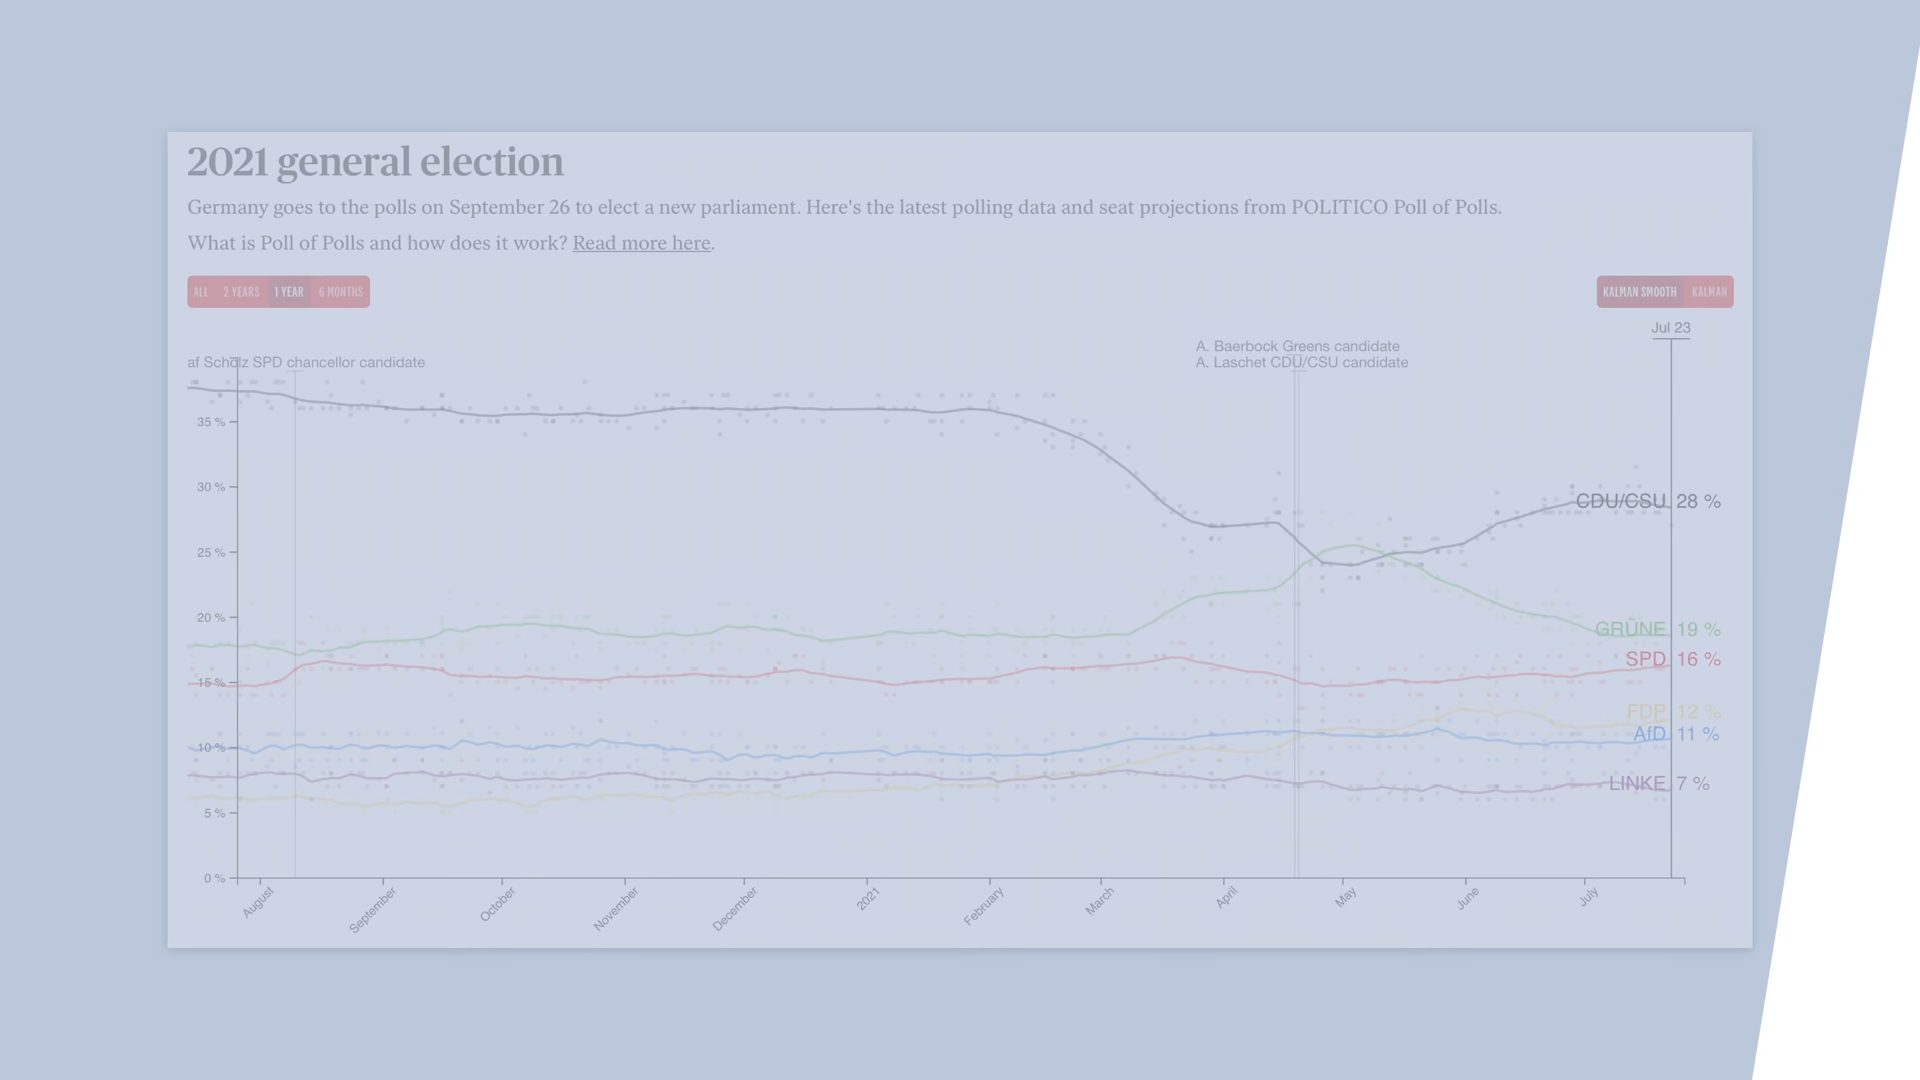 2021 general election
Germany goes to the polls on September 26 to elect a new parliament. Here's the latest polling data and seat projections from POLITICO Poll of Polls.
What is Poll of Polls and how does it work? Read more here.
ALL 2 YEARS 1 YEAR 6 MONTHS
KALMAN SMOOTH KALMAN
Jul 23
A. Baerbock Greens candidate
af Scholz SPD chancellor candidate
A. Laschet CDU/CSU candidate
35 %
30 %
CDU/CSU 28 %
25 %
20 %
GRÜNE 19 %
SPD 16 %
15 %
FDP 12 %
AfD 11 %
10 %
LINKE 7 %
5 %
0 %
August
September
October
November
December
2021
February
March
April
May
June
July